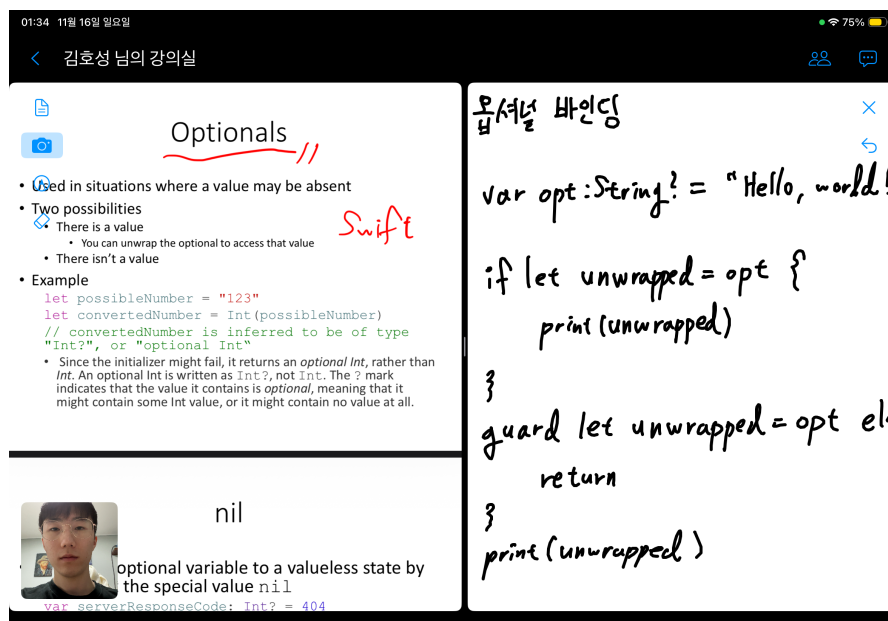 01:34 11월 16일 일요일
75%
김호성 님의 강의실
Optionals
• Used in situations where a value may be absent
• Two possibilities
• There is a value
• You can unwrap the optional to access that value
• There isn't a value
Swift
• Example
let possibleNumber = "123"
let convertedNumber = Int(possibleNumber)
// convertedNumber is inferred to be of type
"Int?", or "optional Int"
• Since the initializer might fail, it returns an optional Int, rather than
Int. An optional Int is written as Int?, not Int. The ? mark
indicates that the value it contains is optional, meaning that it
might contain some Int value, or it might contain no value at all.
nil
optional variable to a valueless state by
the special value nil
var serverResponseCode: Int? = 404
옵셔널 바인딩
var opt:String? = "Hello, world!
if let unwrapped = opt {
print(unwrapped)
}
guard let unwrapped = opt el
return
}
print(unwrapped)